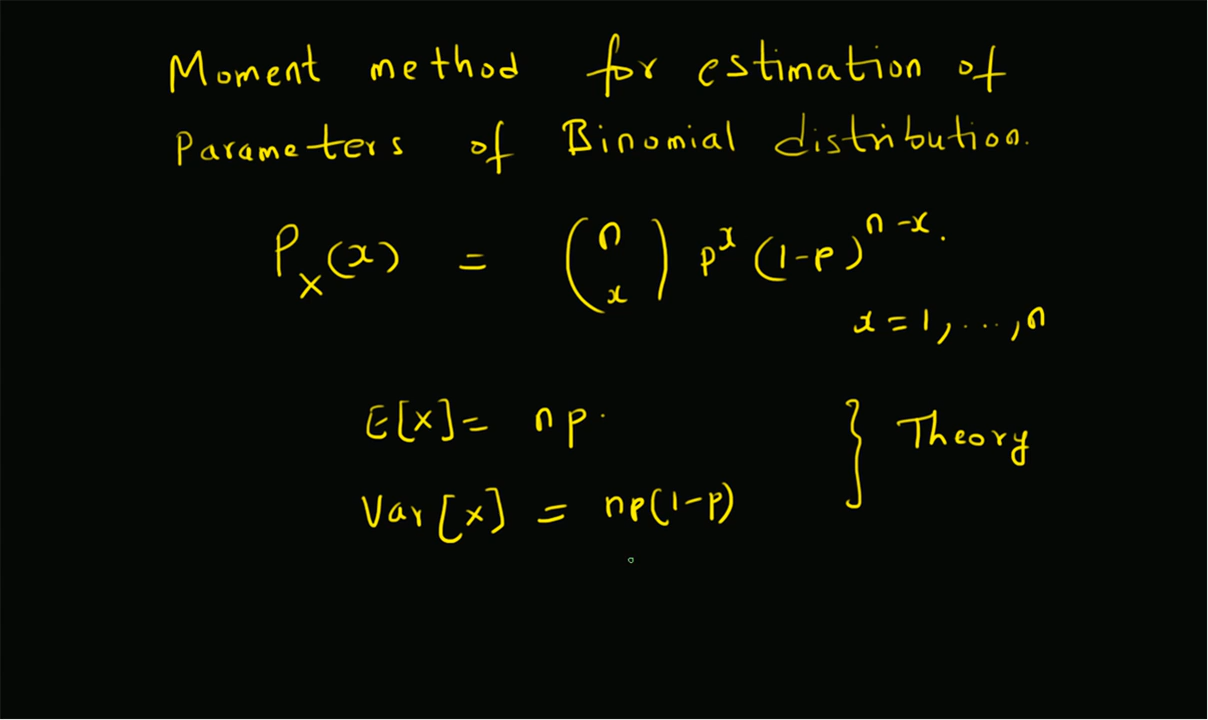 Moment method for estimation of
Parameters of Binomial distribution.
P_X(x) = (n x) p^x (1-p)^{n-x}.
x = 1, ..., n
E[X] = np.
} Theory
Var[X] = np(1-p)